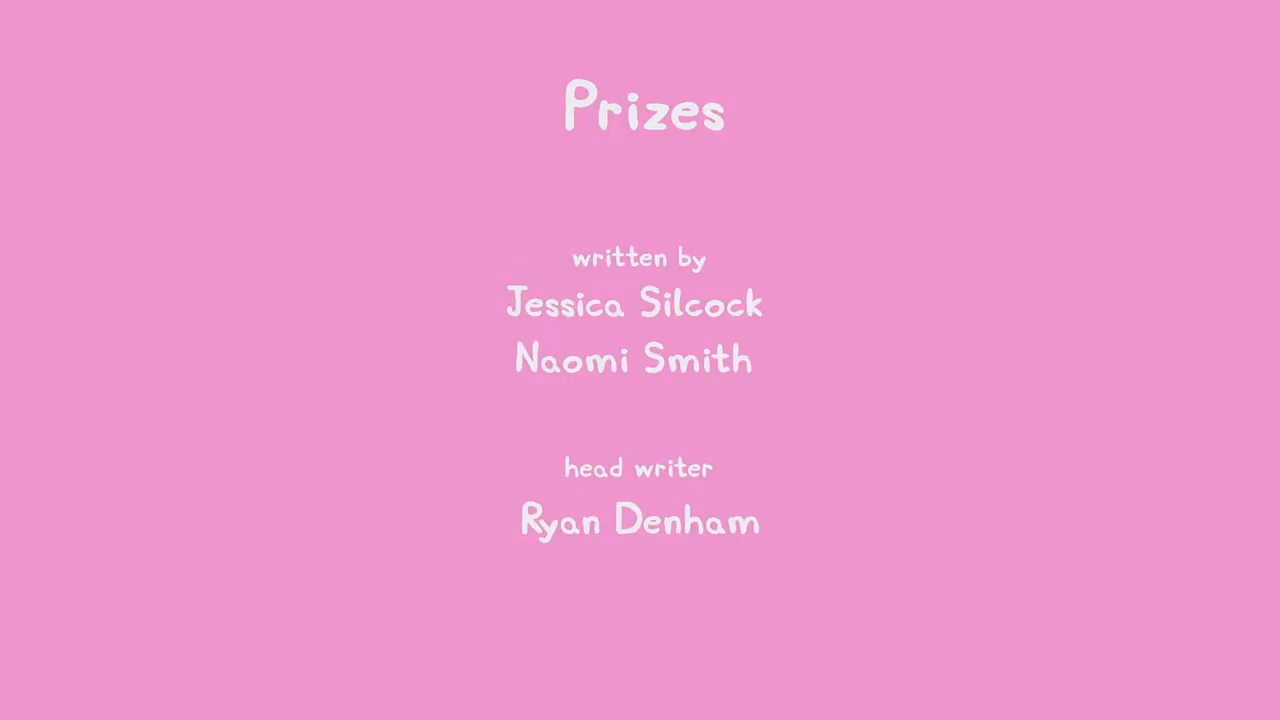 Prizes
written by
Jessica Silcock
Naomi Smith
head writer
Ryan Denham